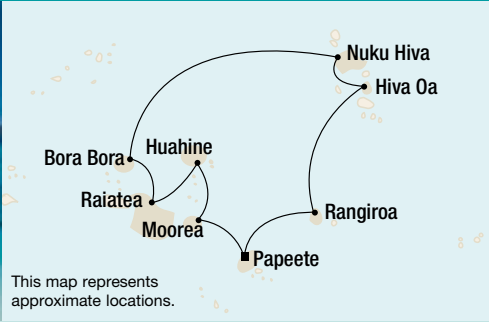 Nuku Hiva
Hiva Oa
Huahine
Bora Bora
Raiatea
Rangiroa
Moorea
Papeete
This map represents
approximate locations.